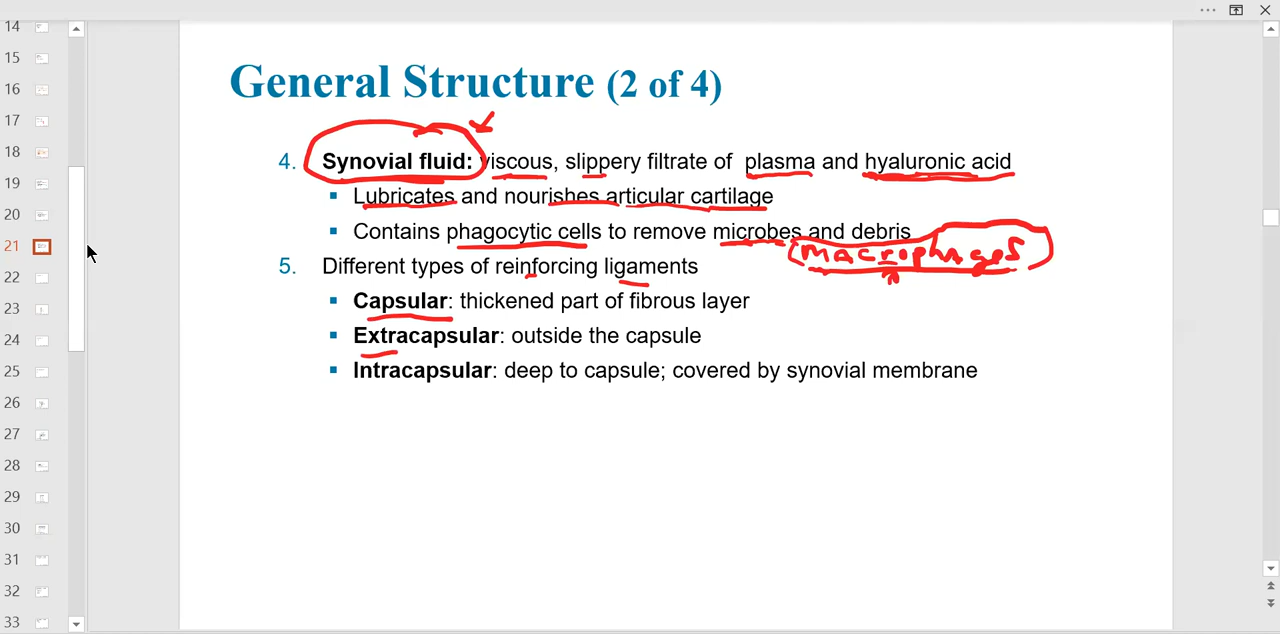 General Structure (2 of 4)
4. Synovial fluid: viscous, slippery filtrate of plasma and hyaluronic acid
▪ Lubricates and nourishes articular cartilage
▪ Contains phagocytic cells to remove microbes and debris
macrophages
5. Different types of reinforcing ligaments
▪ Capsular: thickened part of fibrous layer
▪ Extracapsular: outside the capsule
▪ Intracapsular: deep to capsule; covered by synovial membrane
14
15
16
17
18
19
20
21
22
23
24
25
26
27
28
29
30
31
32
33